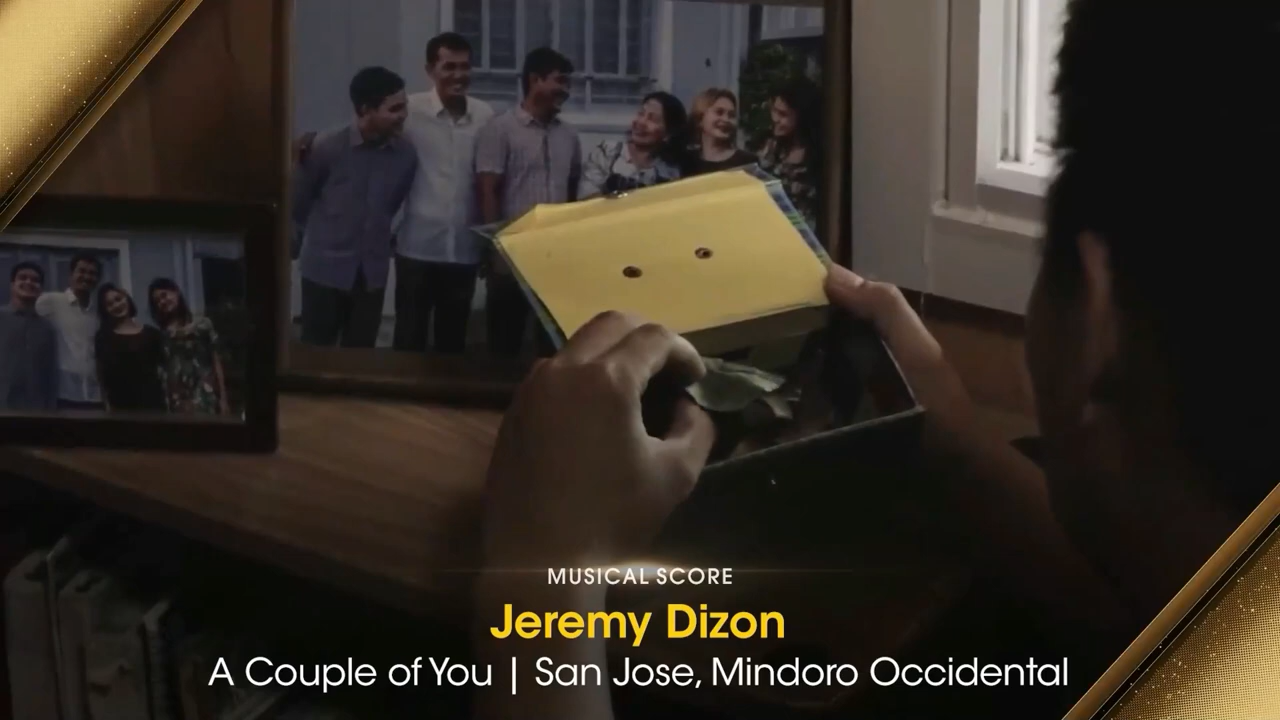 MUSICAL SCORE
Jeremy Dizon
A Couple of You | San Jose, Mindoro Occidental